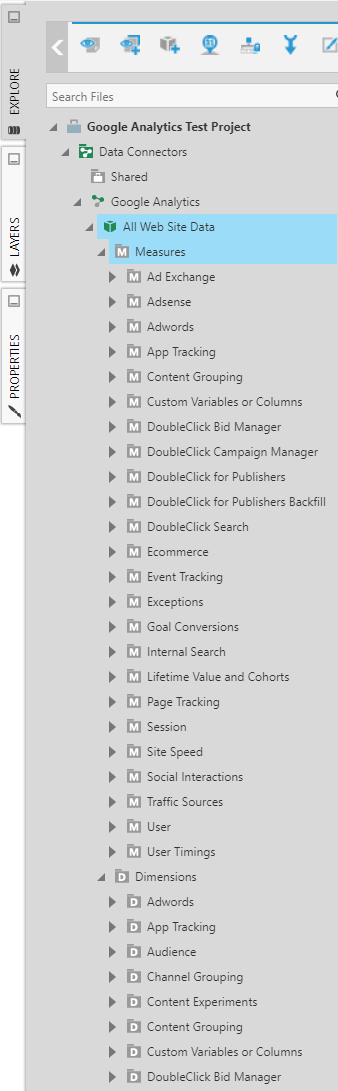 EXPLORE
LAYERS
PROPERTIES
Search Files
Google Analytics Test Project
Data Connectors
Shared
Google Analytics
All Web Site Data
M Measures
M Ad Exchange
M Adsense
M Adwords
M App Tracking
M Content Grouping
M Custom Variables or Columns
M DoubleClick Bid Manager
M DoubleClick Campaign Manager
M DoubleClick for Publishers
M DoubleClick for Publishers Backfill
M DoubleClick Search
M Ecommerce
M Event Tracking
M Exceptions
M Goal Conversions
M Internal Search
M Lifetime Value and Cohorts
M Page Tracking
M Session
M Site Speed
M Social Interactions
M Traffic Sources
M User
M User Timings
D Dimensions
D Adwords
D App Tracking
D Audience
D Channel Grouping
D Content Experiments
D Content Grouping
D Custom Variables or Columns
D DoubleClick Bid Manager